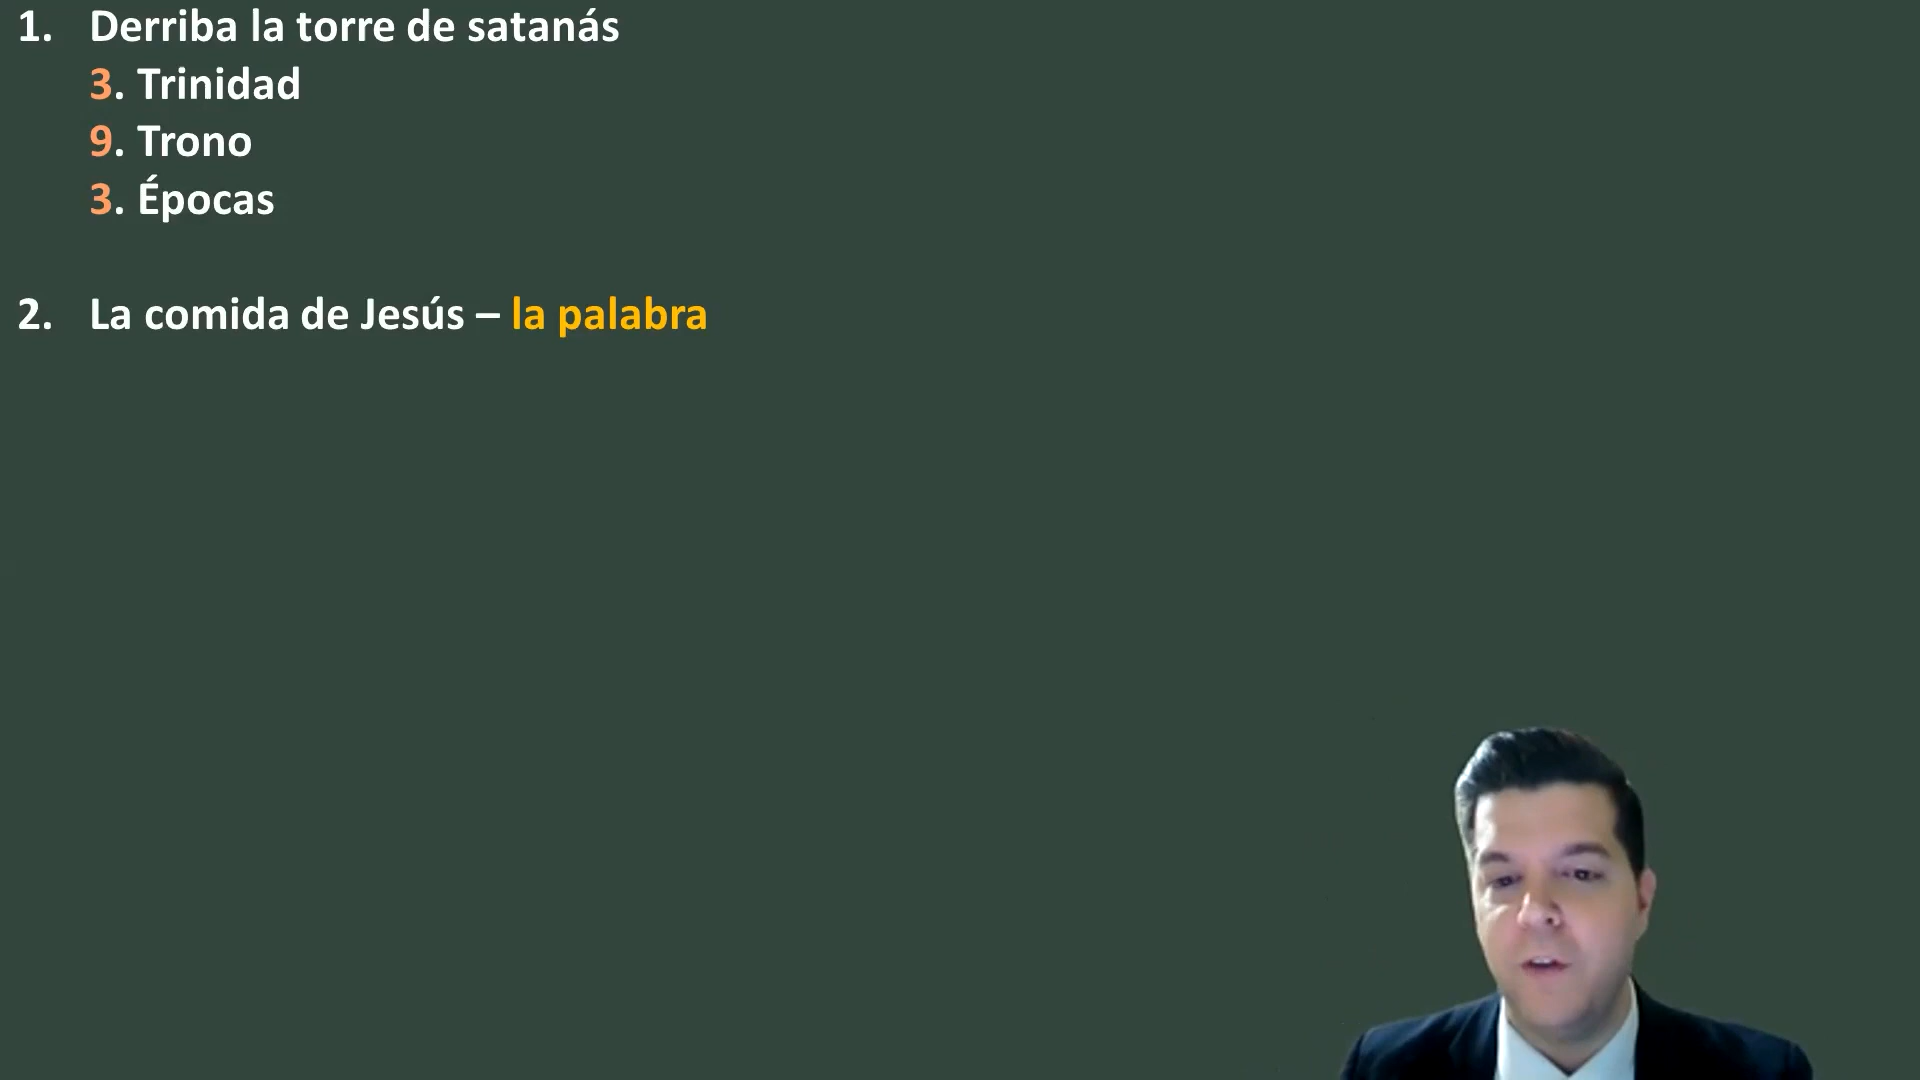 1. Derriba la torre de satanás
3. Trinidad
9. Trono
3. Épocas
2. La comida de Jesús – la palabra